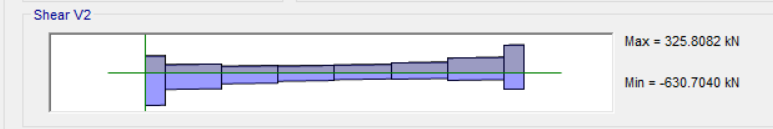 Shear V2
Max = 325.8082 kN
Min = -630.7040 kN